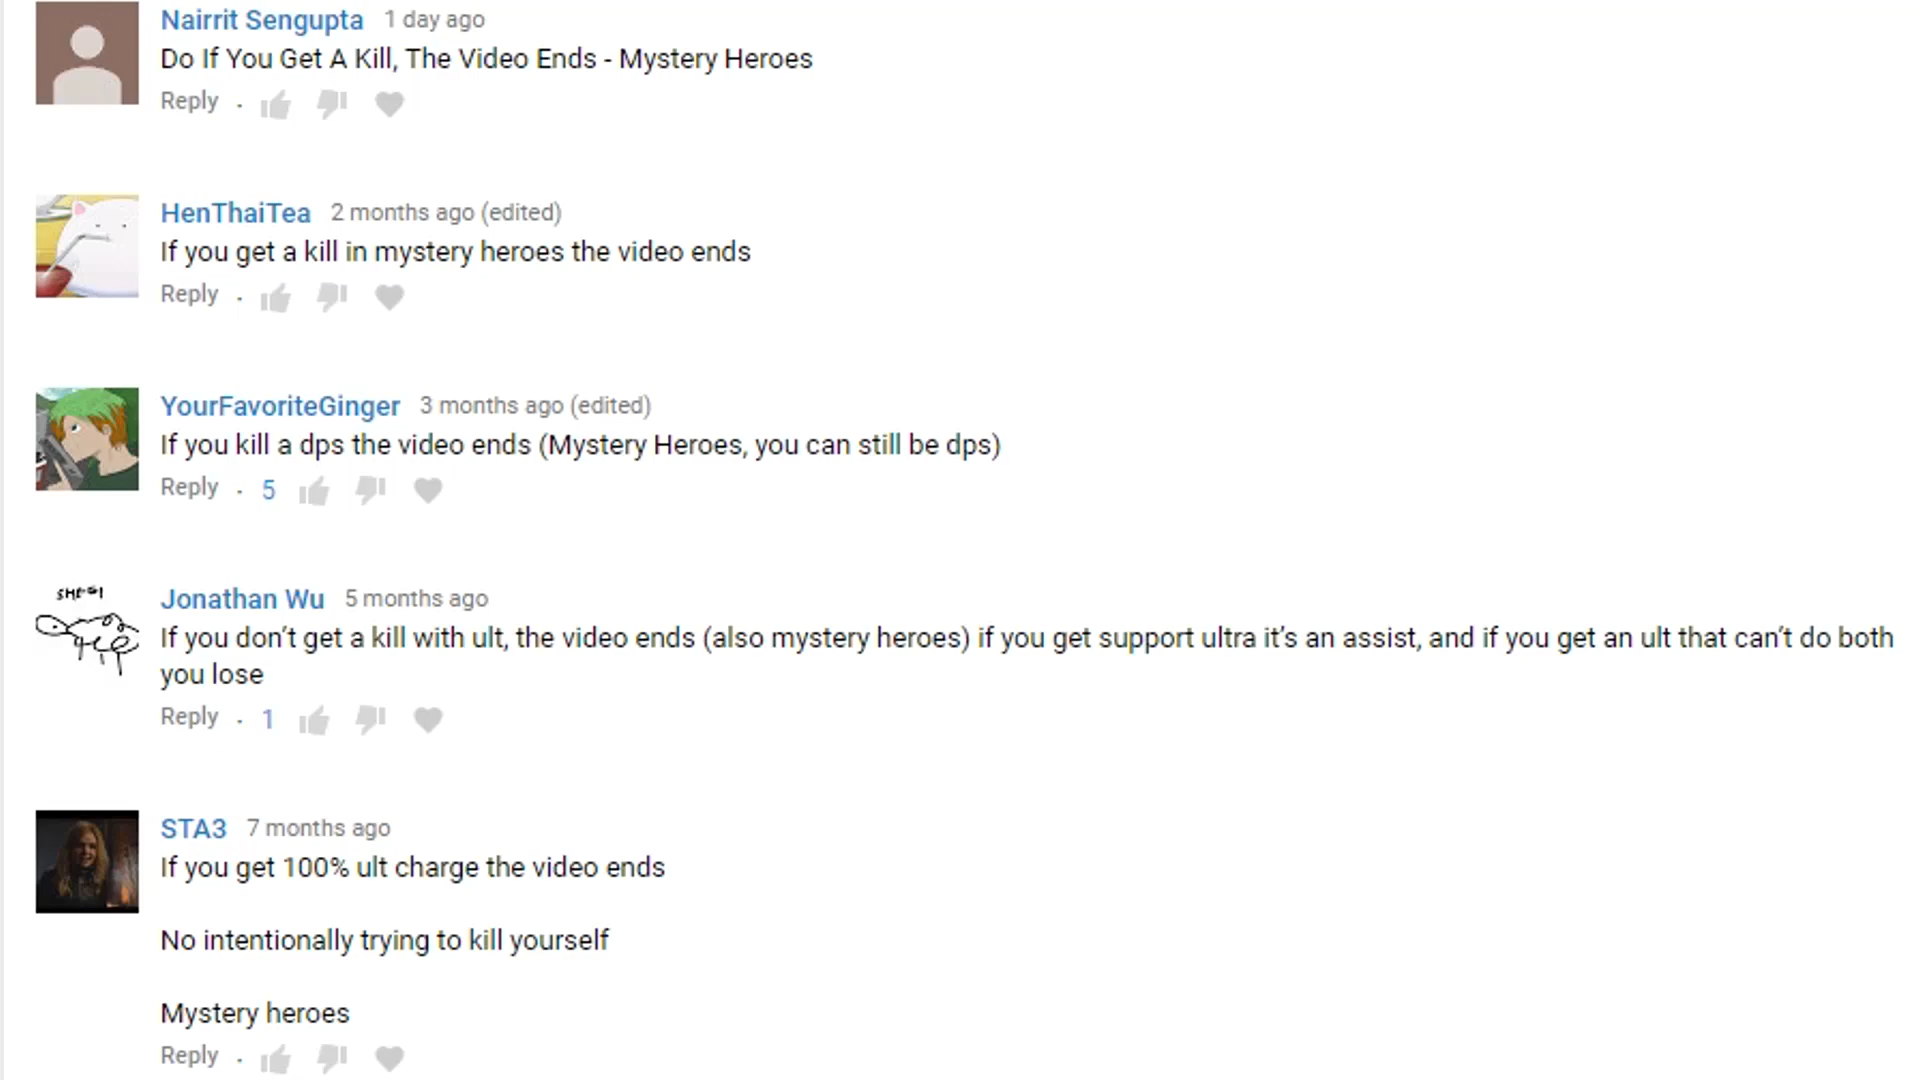 Nairrit Sengupta 1 day ago
Do If You Get A Kill, The Video Ends - Mystery Heroes
Reply .
HenThaiTea 2 months ago (edited)
If you get a kill in mystery heroes the video ends
Reply .
YourFavoriteGinger 3 months ago (edited)
If you kill a dps the video ends (Mystery Heroes, you can still be dps)
Reply . 5
Jonathan Wu 5 months ago
If you don’t get a kill with ult, the video ends (also mystery heroes) if you get support ultra it’s an assist, and if you get an ult that can’t do both
you lose
Reply . 1
STA3 7 months ago
If you get 100% ult charge the video ends
No intentionally trying to kill yourself
Mystery heroes
Reply .